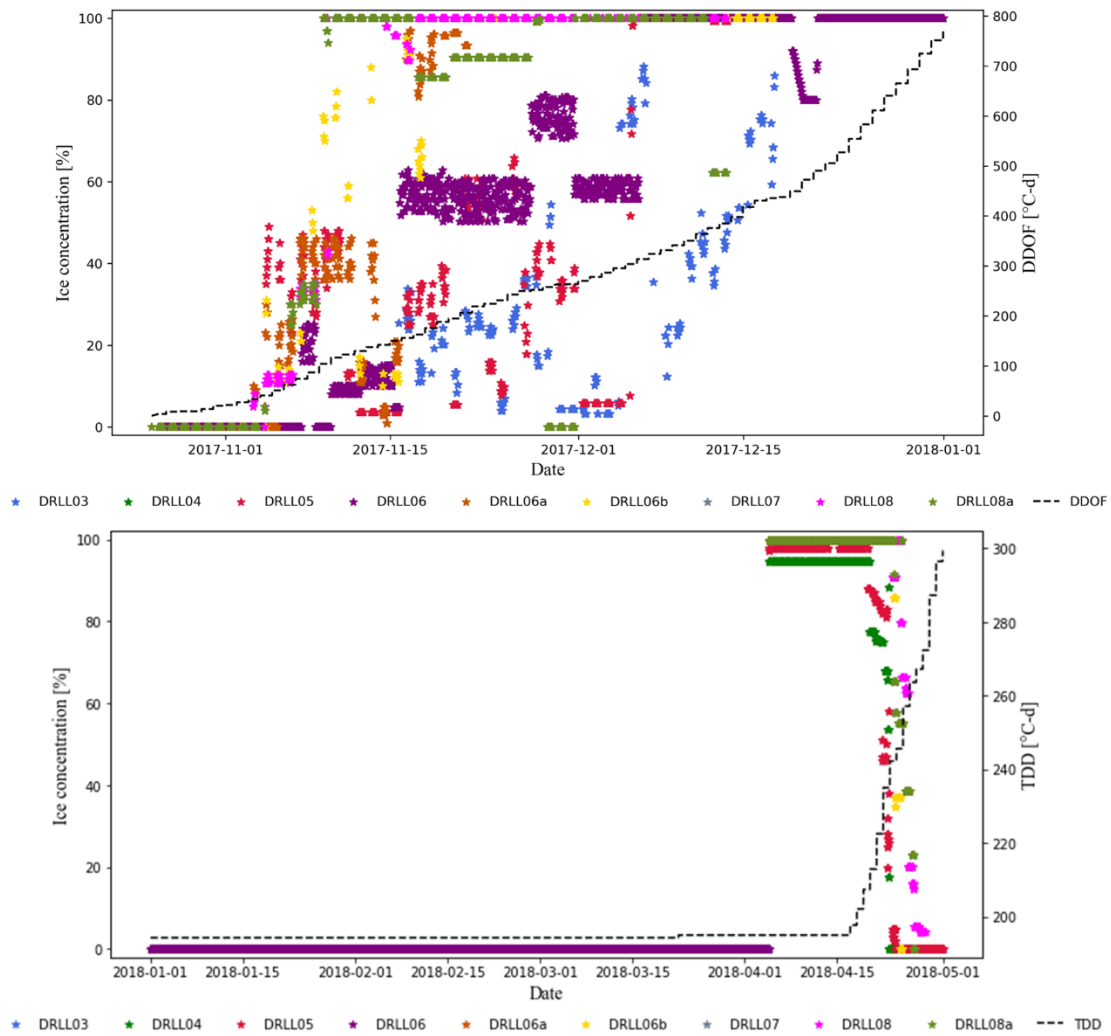 100
80
60
40
20
0
Ice concentration [%]
800
700
600
500
400
300
200
100
0
DDOF [°C-d]
2017-11-01 2017-11-15 2017-12-01 2017-12-15 2018-01-01
Date
DRLL03 DRLL04 DRLL05 DRLL06 DRLL06a DRLL06b DRLL07 DRLL08 DRLL08a DDOF
100
80
60
40
20
0
Ice concentration [%]
300
280
260
240
220
200
TDD [°C-d]
2018-01-01 2018-01-15 2018-02-01 2018-02-15 2018-03-01 2018-03-15 2018-04-01 2018-04-15 2018-05-01
Date
DRLL03 DRLL04 DRLL05 DRLL06 DRLL06a DRLL06b DRLL07 DRLL08 DRLL08a TDD